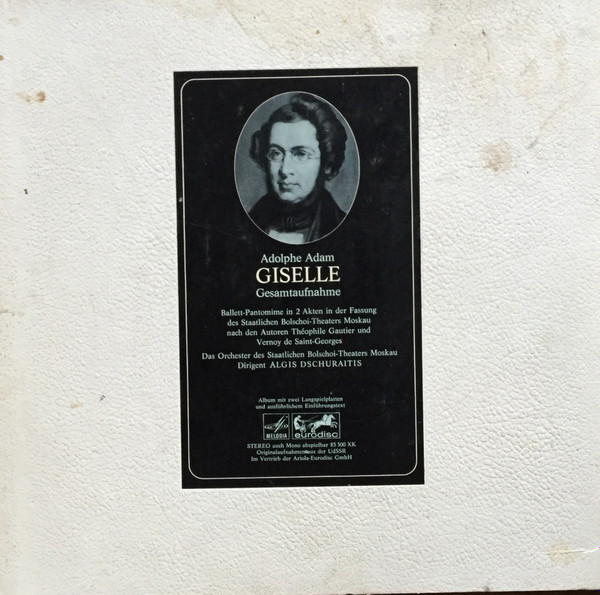 Adolphe Adam
GISELLE
Gesamtaufnahme
Ballett-Pantomime in 2 Akten in der Fassung
des Staatlichen Bolschoi-Theaters Moskau
nach den Autoren Théophile Gautier und
Vernoy de Saint-Georges
Das Orchester des Staatlichen Bolschoi-Theaters Moskau
Dirigent ALGIS DSCHURAITIS
Album mit zwei Langspielplatten
und ausführlichem Einführungstext
MELODIA eurodisc
STEREO auch Mono abspielbar 85 500 XK
Originalaufnahmen aus der UdSSR
Im Vertrieb der Ariola-Eurodisc GmbH